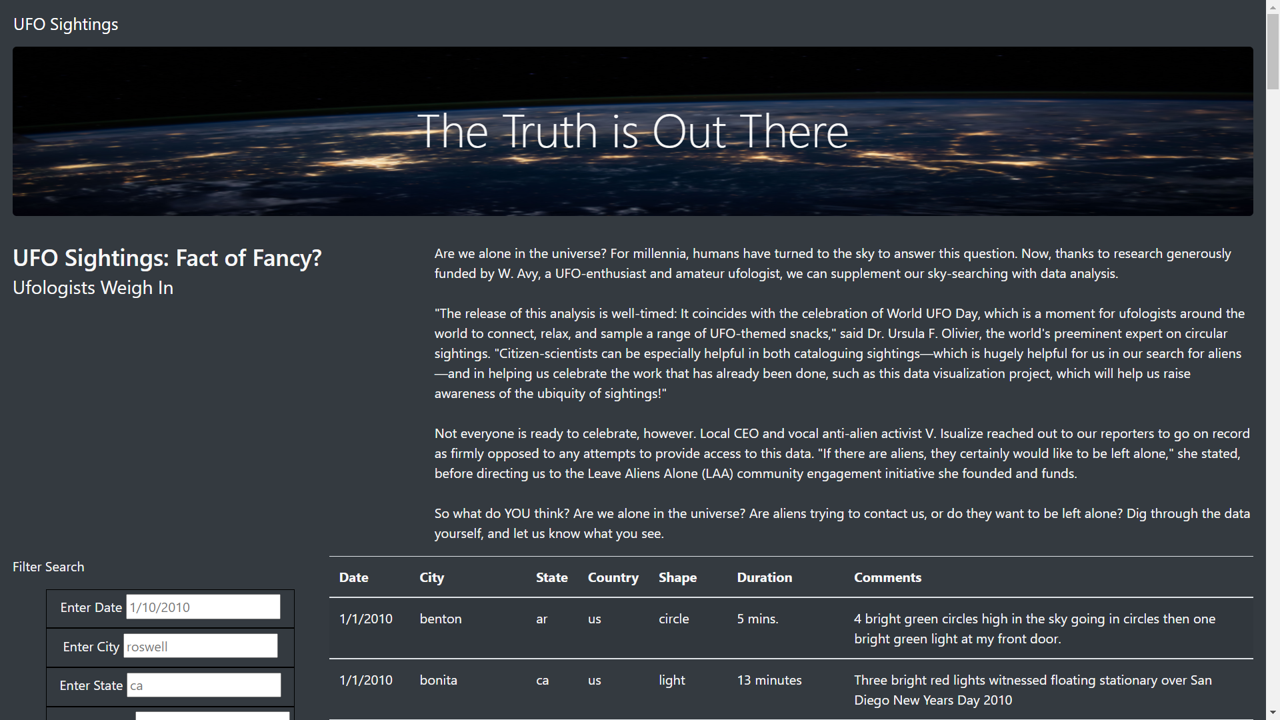 UFO Sightings
The Truth is Out There
UFO Sightings: Fact of Fancy?
Ufologists Weigh In
Are we alone in the universe? For millennia, humans have turned to the sky to answer this question. Now, thanks to research generously
funded by W. Avy, a UFO-enthusiast and amateur ufologist, we can supplement our sky-searching with data analysis.
"The release of this analysis is well-timed: It coincides with the celebration of World UFO Day, which is a moment for ufologists around the
world to connect, relax, and sample a range of UFO-themed snacks," said Dr. Ursula F. Olivier, the world's preeminent expert on circular
sightings. "Citizen-scientists can be especially helpful in both cataloguing sightings—which is hugely helpful for us in our search for aliens
—and in helping us celebrate the work that has already been done, such as this data visualization project, which will help us raise
awareness of the ubiquity of sightings!"
Not everyone is ready to celebrate, however. Local CEO and vocal anti-alien activist V. Isualize reached out to our reporters to go on record
as firmly opposed to any attempts to provide access to this data. "If there are aliens, they certainly would like to be left alone," she stated,
before directing us to the Leave Aliens Alone (LAA) community engagement initiative she founded and funds.
So what do YOU think? Are we alone in the universe? Are aliens trying to contact us, or do they want to be left alone? Dig through the data
yourself, and let us know what you see.
Filter Search
Enter Date 1/10/2010
Enter City roswell
Enter State ca
Date City State Country Shape Duration Comments
1/1/2010 benton ar us circle 5 mins. 4 bright green circles high in the sky going in circles then one
bright green light at my front door.
1/1/2010 bonita ca us light 13 minutes Three bright red lights witnessed floating stationary over San
Diego New Years Day 2010